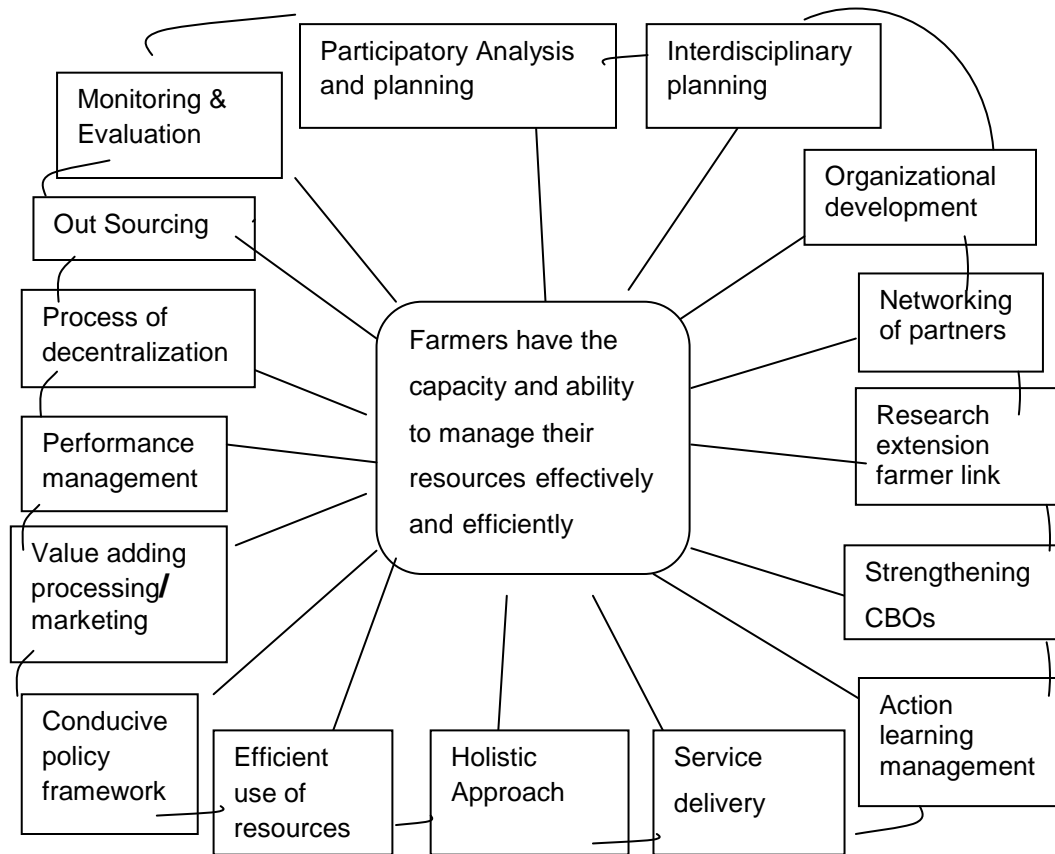 Participatory Analysis
and planning
Interdisciplinary
planning
Monitoring &
Evaluation
Organizational
development
Out Sourcing
Networking
of partners
Process of
decentralization
Farmers have the
capacity and ability
to manage their
resources effectively
and efficiently
Research
extension
farmer link
Performance
management
Value adding
processing/
marketing
Strengthening
CBOs
Conducive
policy
framework
Efficient
use of
resources
Holistic
Approach
Service
delivery
Action
learning
management